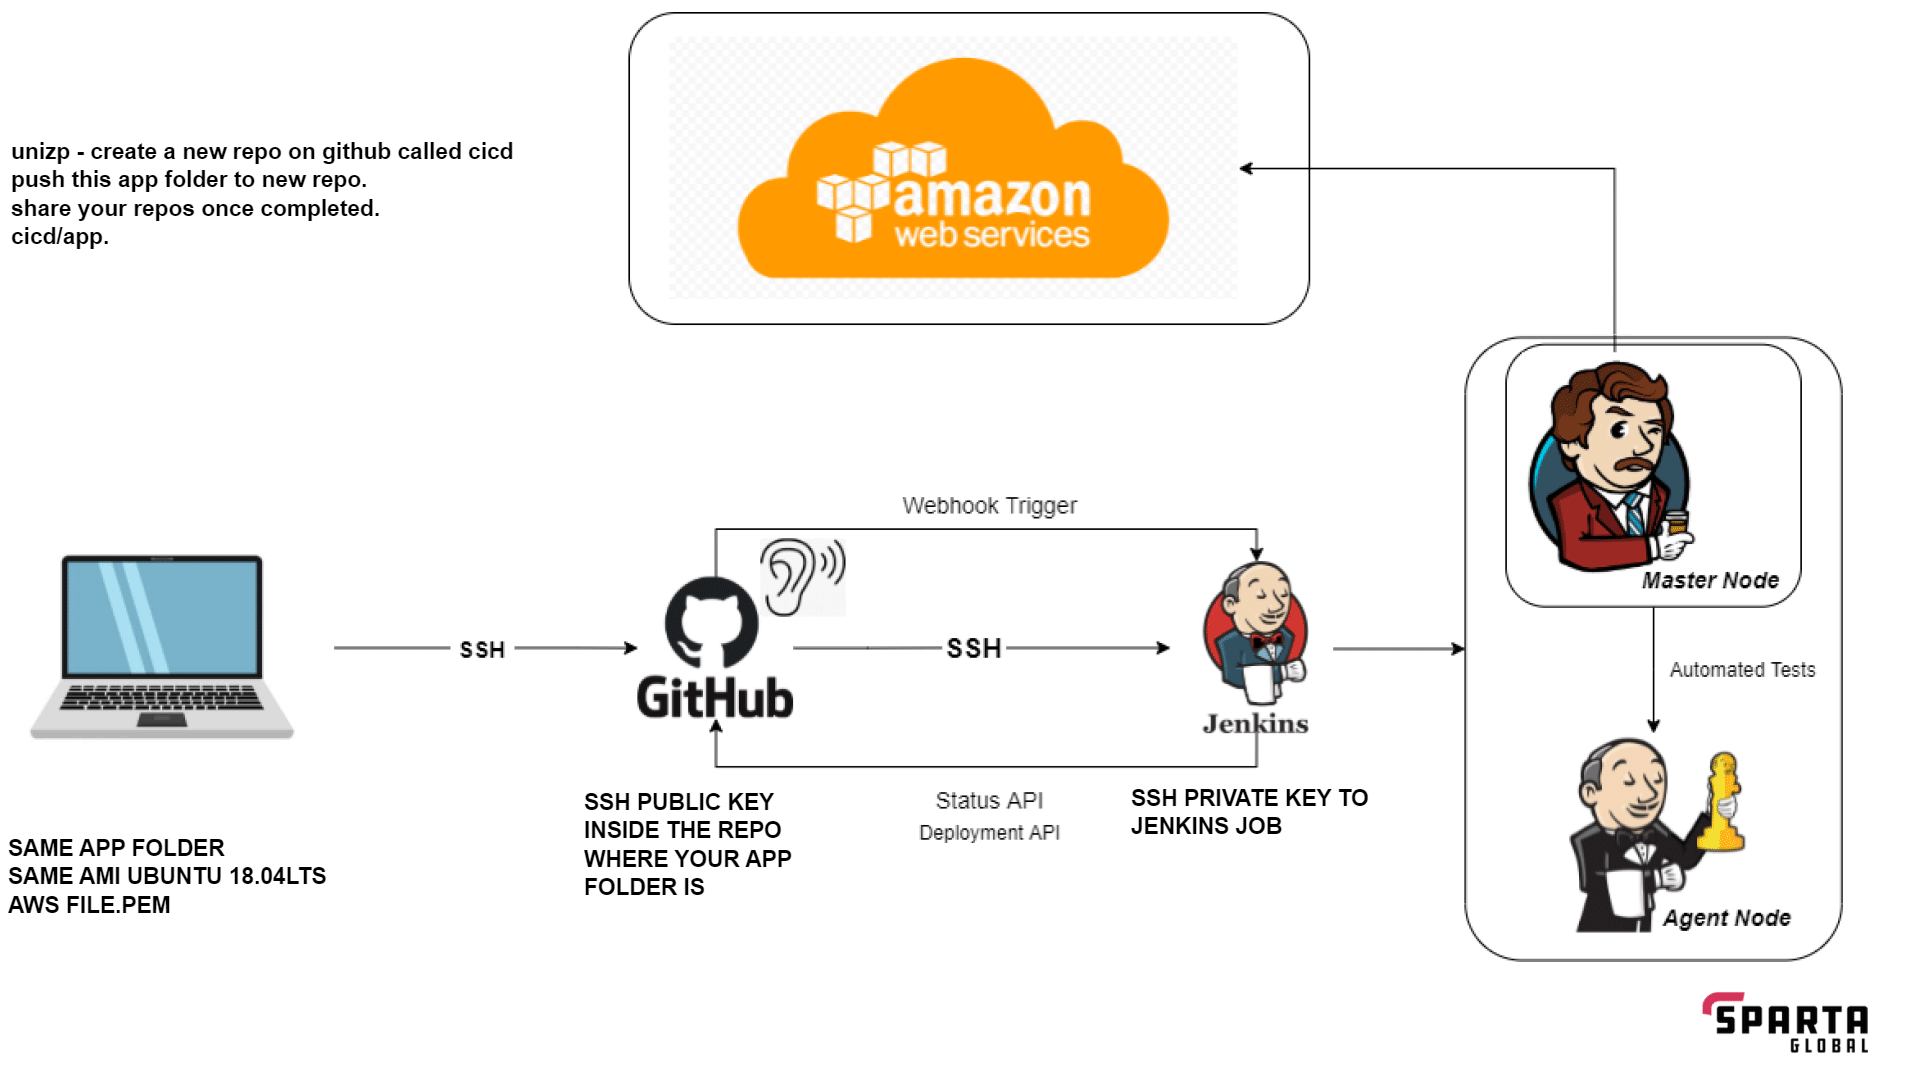 unizp - create a new repo on github called cicd
push this app folder to new repo.
share your repos once completed.
cicd/app.
amazon
web services
Webhook Trigger
Master Node
SSH
GitHub
SSH
Jenkins
Automated Tests
SSH PUBLIC KEY
INSIDE THE REPO
WHERE YOUR APP
FOLDER IS
Status API
Deployment API
SSH PRIVATE KEY TO
JENKINS JOB
SAME APP FOLDER
SAME AMI UBUNTU 18.04LTS
AWS FILE.PEM
Agent Node
SPARTA
GLOBAL